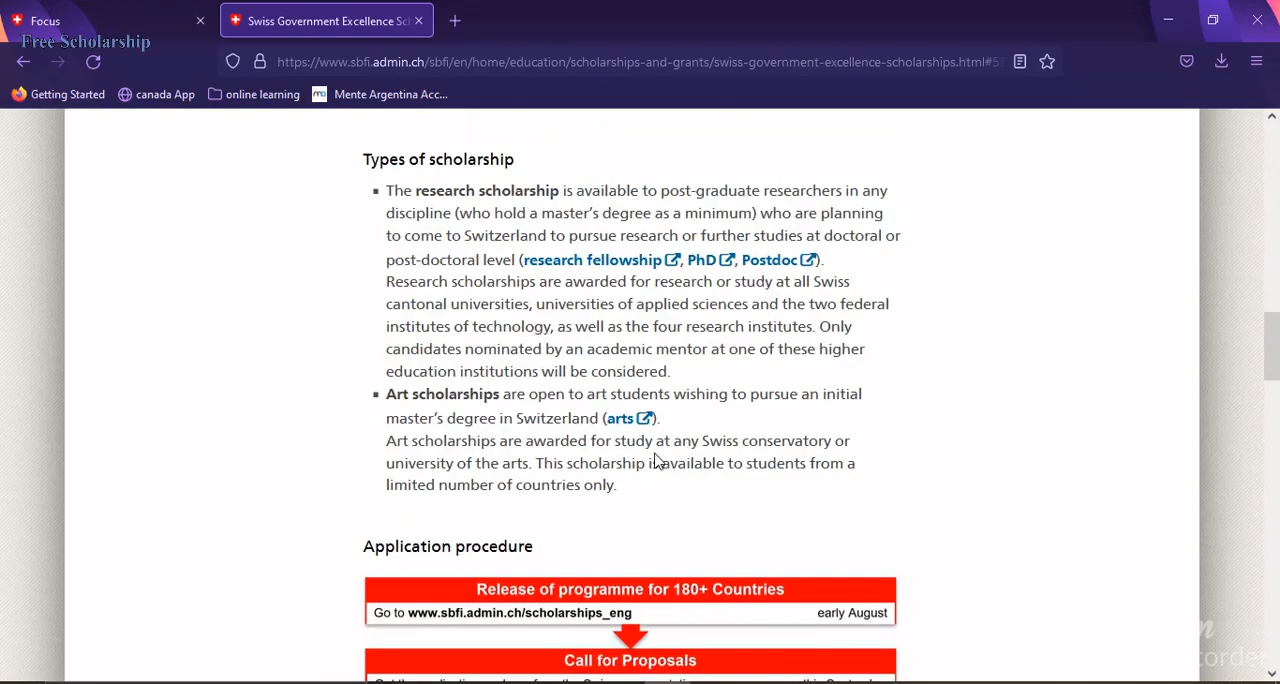 Focus
Swiss Government Excellence Sch
Free Scholarship
https://www.sbfi.admin.ch/sbfi/en/home/education/scholarships-and-grants/swiss-government-excellence-scholarships.html#5
Getting Started
canada App
online learning
Mente Argentina Acc...
Types of scholarship
The research scholarship is available to post-graduate researchers in any
discipline (who hold a master's degree as a minimum) who are planning
to come to Switzerland to pursue research or further studies at doctoral or
post-doctoral level (research fellowship, PhD, Postdoc).
Research scholarships are awarded for research or study at all Swiss
cantonal universities, universities of applied sciences and the two federal
institutes of technology, as well as the four research institutes. Only
candidates nominated by an academic mentor at one of these higher
education institutions will be considered.
Art scholarships are open to art students wishing to pursue an initial
master's degree in Switzerland (arts).
Art scholarships are awarded for study at any Swiss conservatory or
university of the arts. This scholarship is available to students from a
limited number of countries only.
Application procedure
Release of programme for 180+ Countries
Go to www.sbfi.admin.ch/scholarships_eng early August
Call for Proposals